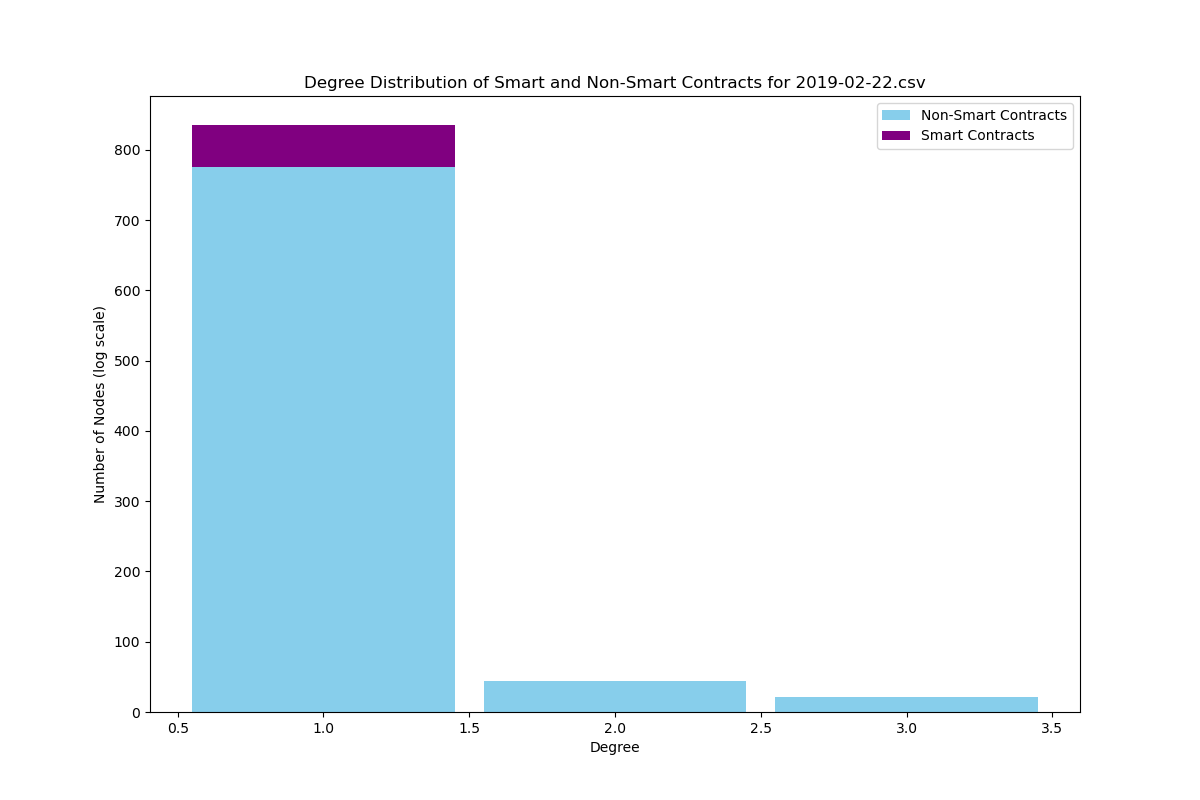 Degree Distribution of Smart and Non-Smart Contracts for 2019-02-22.csv
Non-Smart Contracts
Smart Contracts
Number of Nodes (log scale)
800
700
600
500
400
300
200
100
0
0.5 1.0 1.5 2.0 2.5 3.0 3.5
Degree